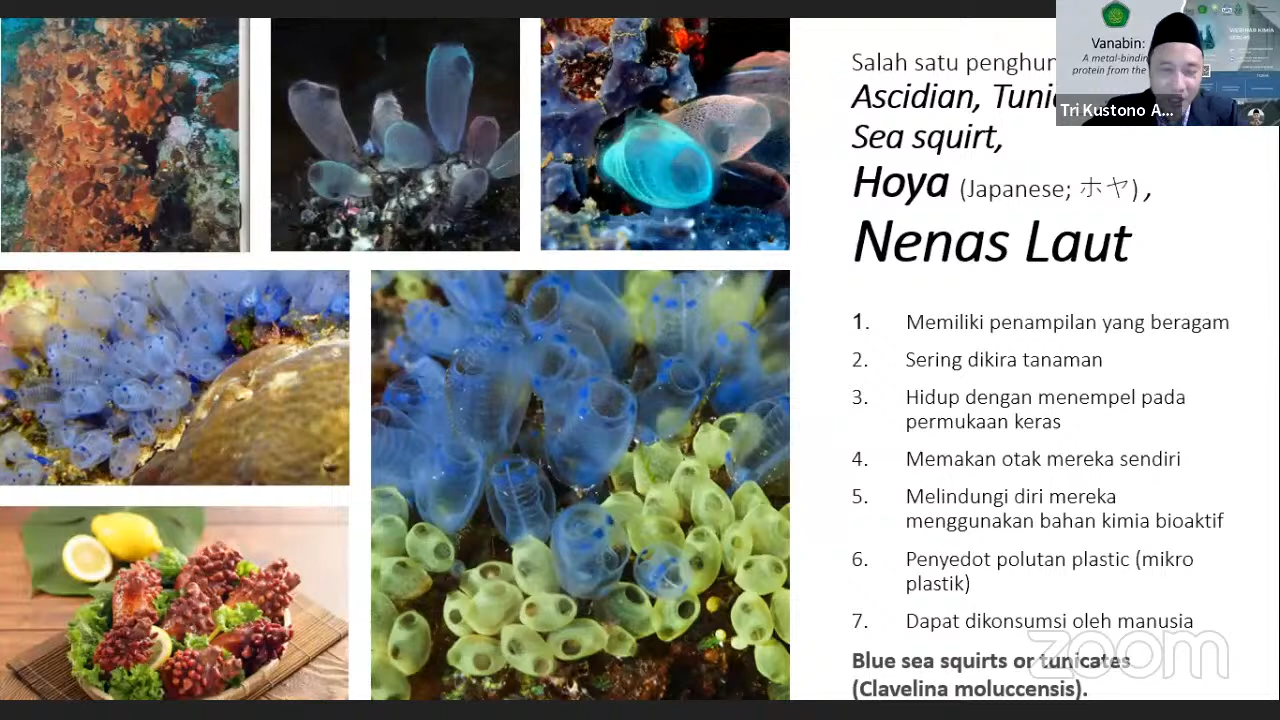 Salah satu penghun
Ascidian, Tuni
Sea squirt,
Hoya (Japanese; ホヤ) ,
Nenas Laut
1. Memiliki penampilan yang beragam
2. Sering dikira tanaman
3. Hidup dengan menempel pada
permukaan keras
4. Memakan otak mereka sendiri
5. Melindungi diri mereka
menggunakan bahan kimia bioaktif
6. Penyedot polutan plastic (mikro
plastik)
7. Dapat dikonsumsi oleh manusia
Blue sea squirts or tunicates
(Clavelina moluccensis).
Vanabin:
A metal-bindin
protein from the
Tri Kustono A...
zoom